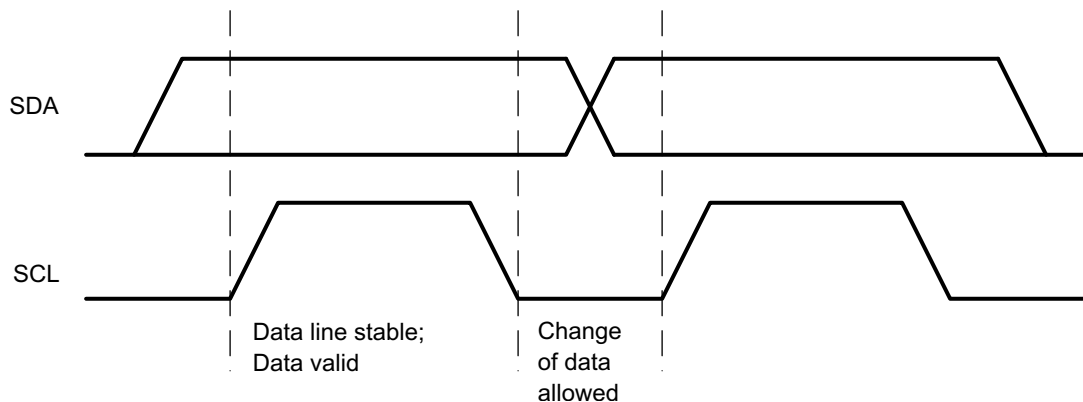 SDA
SCL
Data line stable;
Data valid
Change
of data
allowed